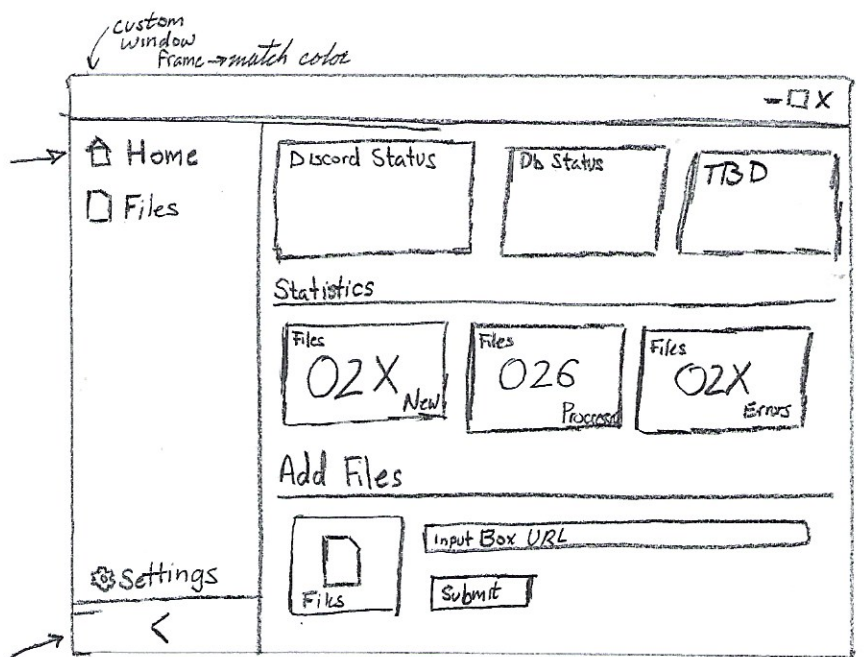 custom
window
frame → match color
- □ X
Home
Files
Discord Status
Db Status
TBD
Statistics
Files
02X
New
Files
026
Files
02X
Errors
Add Files
Files
Input Box URL
Submit
Settings
<